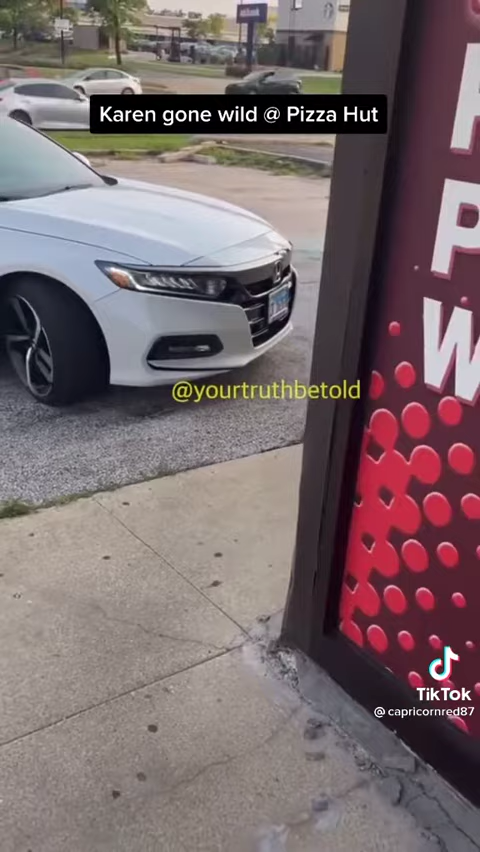 Karen gone wild @ Pizza Hut
@yourtruthbetold
P
W
TikTok
@capricornred87